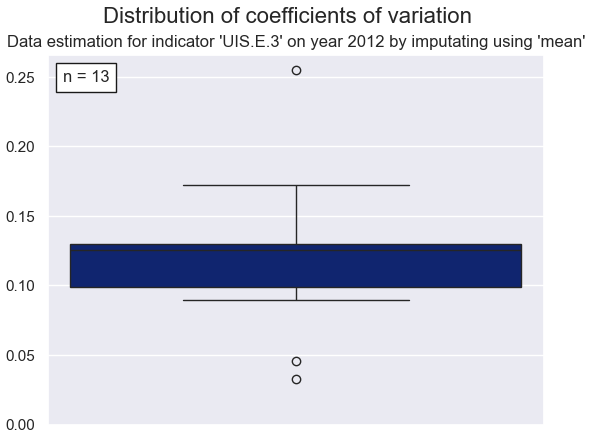 Distribution of coefficients of variation
Data estimation for indicator 'UIS.E.3' on year 2012 by imputating using 'mean'
n = 13
0.25
0.20
0.15
0.10
0.05
0.00